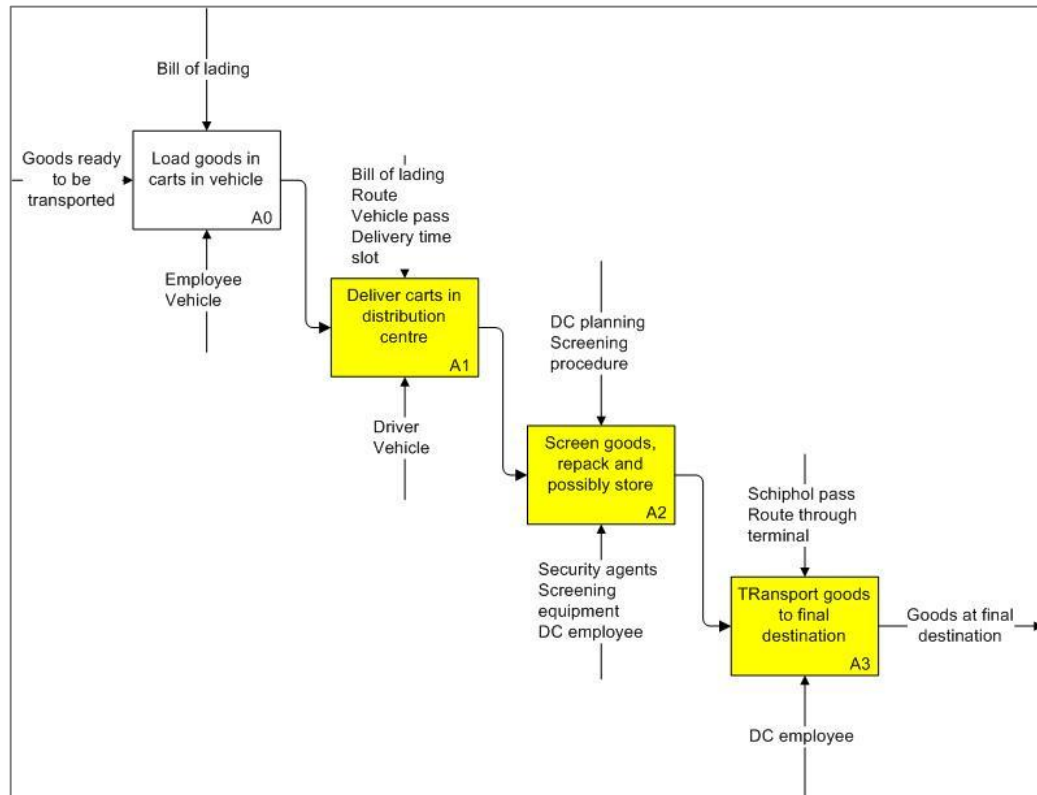 Bill of lading
Goods ready
to be
transported
Load goods in
carts in vehicle
A0
Employee
Vehicle
Bill of lading
Route
Vehicle pass
Delivery time
slot
Deliver carts in
distribution
centre
A1
Driver
Vehicle
DC planning
Screening
procedure
Screen goods,
repack and
possibly store
A2
Security agents
Screening
equipment
DC employee
Schiphol pass
Route through
terminal
TRansport goods
to final
destination
A3
Goods at final
destination
DC employee